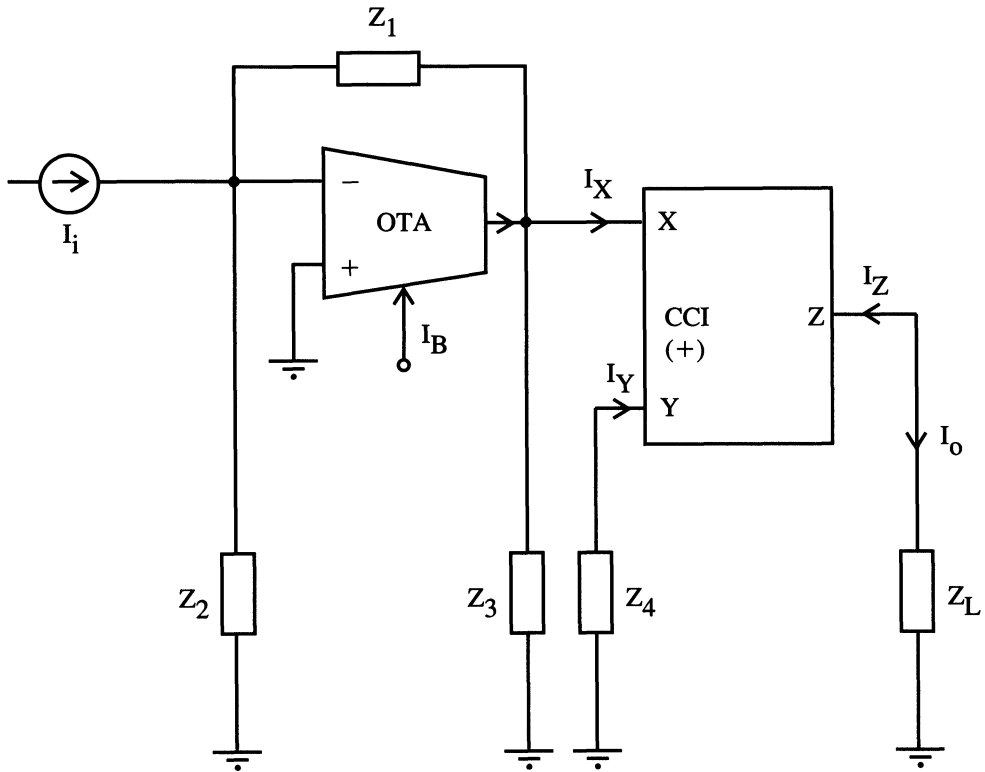 Z1
Ii
−
OTA
+
IB
IX
X
CCI
(+)
Z
IZ
IY
Y
Io
Z2
Z3
Z4
ZL